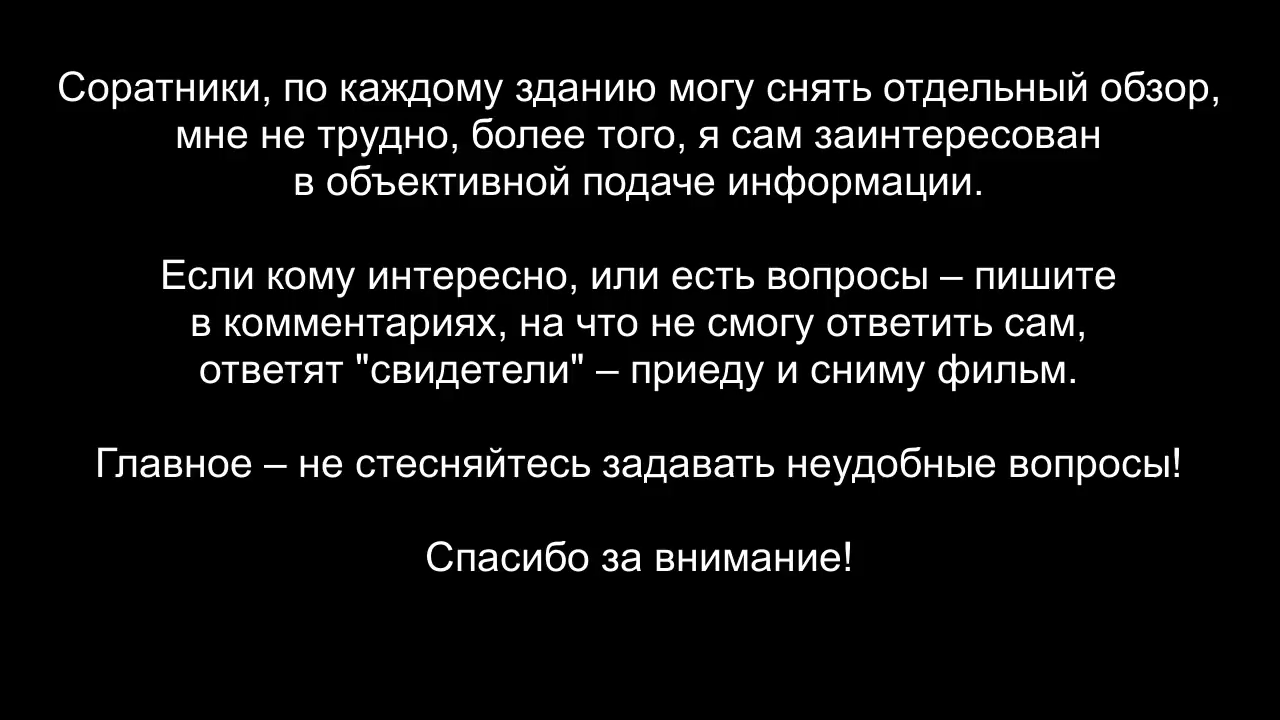 Соратники, по каждому зданию могу снять отдельный обзор,
мне не трудно, более того, я сам заинтересован
в объективной подаче информации.
Если кому интересно, или есть вопросы – пишите
в комментариях, на что не смогу ответить сам,
ответят "свидетели" – приеду и сниму фильм.
Главное – не стесняйтесь задавать неудобные вопросы!
Спасибо за внимание!